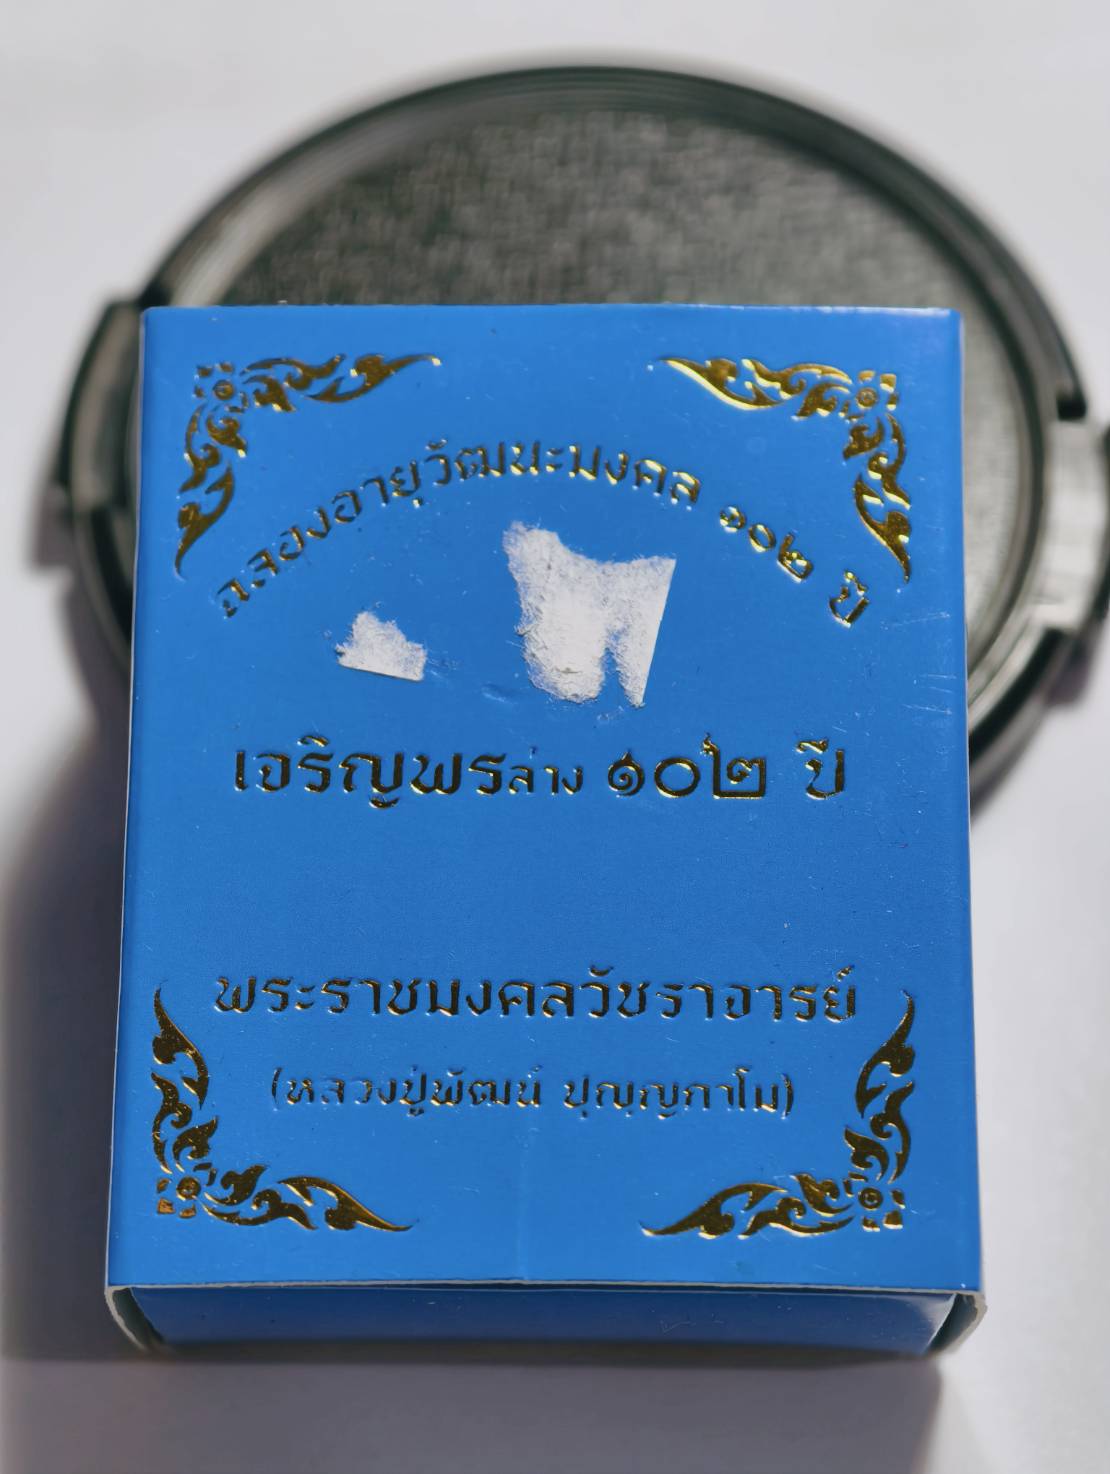 ฉลองอายุวัฒนะมงคล ๑๐๒ ปี
เจริญพรล่าง ๑๐๒ ปี
พระราชมงคลวัชราจารย์
(หลวงปู่พัฒน์ ปุญฺญกาโม)